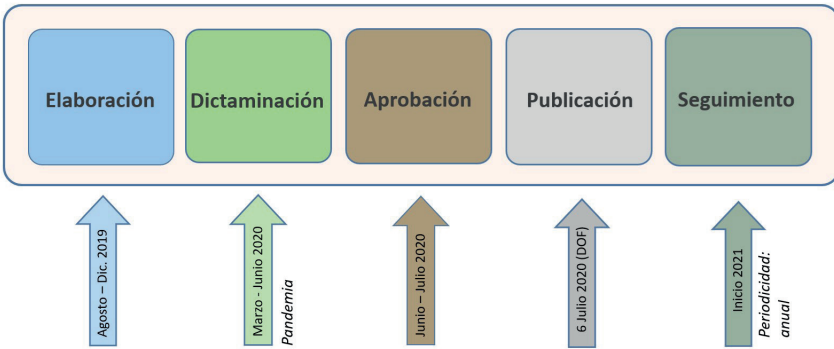 Elaboración
Dictaminación
Aprobación
Publicación
Seguimiento
Agosto – Dic. 2019
Marzo - Junio 2020
Pandemia
Junio – Julio 2020
6 Julio 2020 (DOF)
Inicio 2021
Periodicidad:
anual